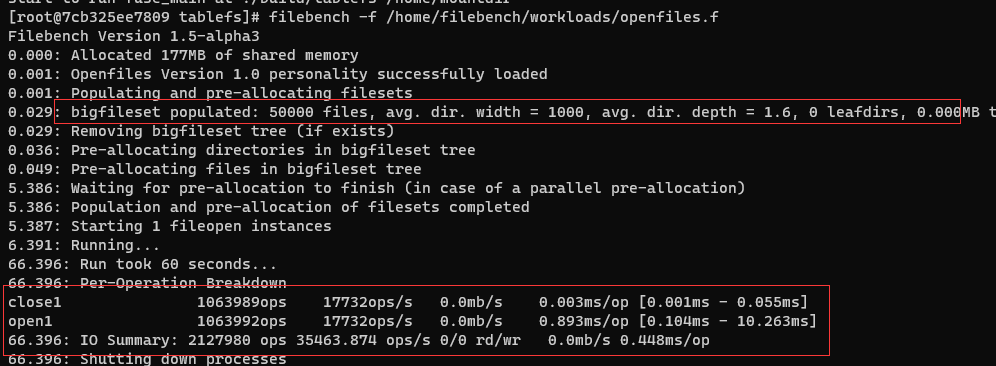 [root@7cb325ee7809 tablefs]# filebench -f /home/filebench/workloads/openfiles.f
Filebench Version 1.5-alpha3
0.000: Allocated 177MB of shared memory
0.001: Openfiles Version 1.0 personality successfully loaded
0.001: Populating and pre-allocating filesets
0.029: bigfileset populated: 50000 files, avg. dir. width = 1000, avg. dir. depth = 1.6, 0 leafdirs, 0.000MB t
0.029: Removing bigfileset tree (if exists)
0.036: Pre-allocating directories in bigfileset tree
0.049: Pre-allocating files in bigfileset tree
5.386: Waiting for pre-allocation to finish (in case of a parallel pre-allocation)
5.386: Population and pre-allocation of filesets completed
5.387: Starting 1 fileopen instances
6.391: Running...
66.396: Run took 60 seconds...
66.396: Per-Operation Breakdown
close1 1063989ops 17732ops/s 0.0mb/s 0.003ms/op [0.001ms - 0.055ms]
open1 1063992ops 17732ops/s 0.0mb/s 0.893ms/op [0.104ms - 10.263ms]
66.396: IO Summary: 2127980 ops 35463.874 ops/s 0/0 rd/wr 0.0mb/s 0.448ms/op
66.396: Shutting down processes